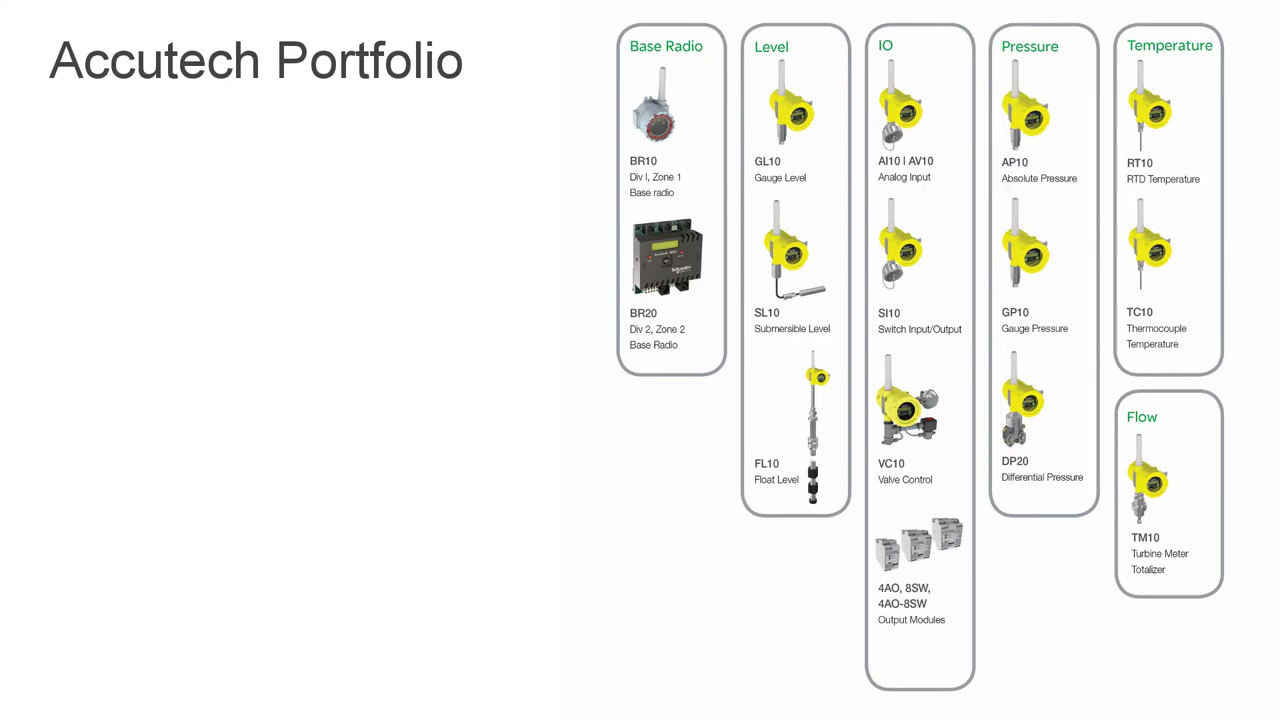 Accutech Portfolio
Base Radio
BR10
Div I, Zone 1
Base radio
BR20
Div 2, Zone 2
Base Radio
Level
GL10
Gauge Level
SL10
Submersible Level
FL10
Float Level
IO
AI10 | AV10
Analog Input
SI10
Switch Input/Output
VC10
Valve Control
4AO, 8SW,
4AO-8SW
Output Modules
Pressure
AP10
Absolute Pressure
GP10
Gauge Pressure
DP20
Differential Pressure
Temperature
RT10
RTD Temperature
TC10
Thermocouple
Temperature
Flow
TM10
Turbine Meter
Totalizer